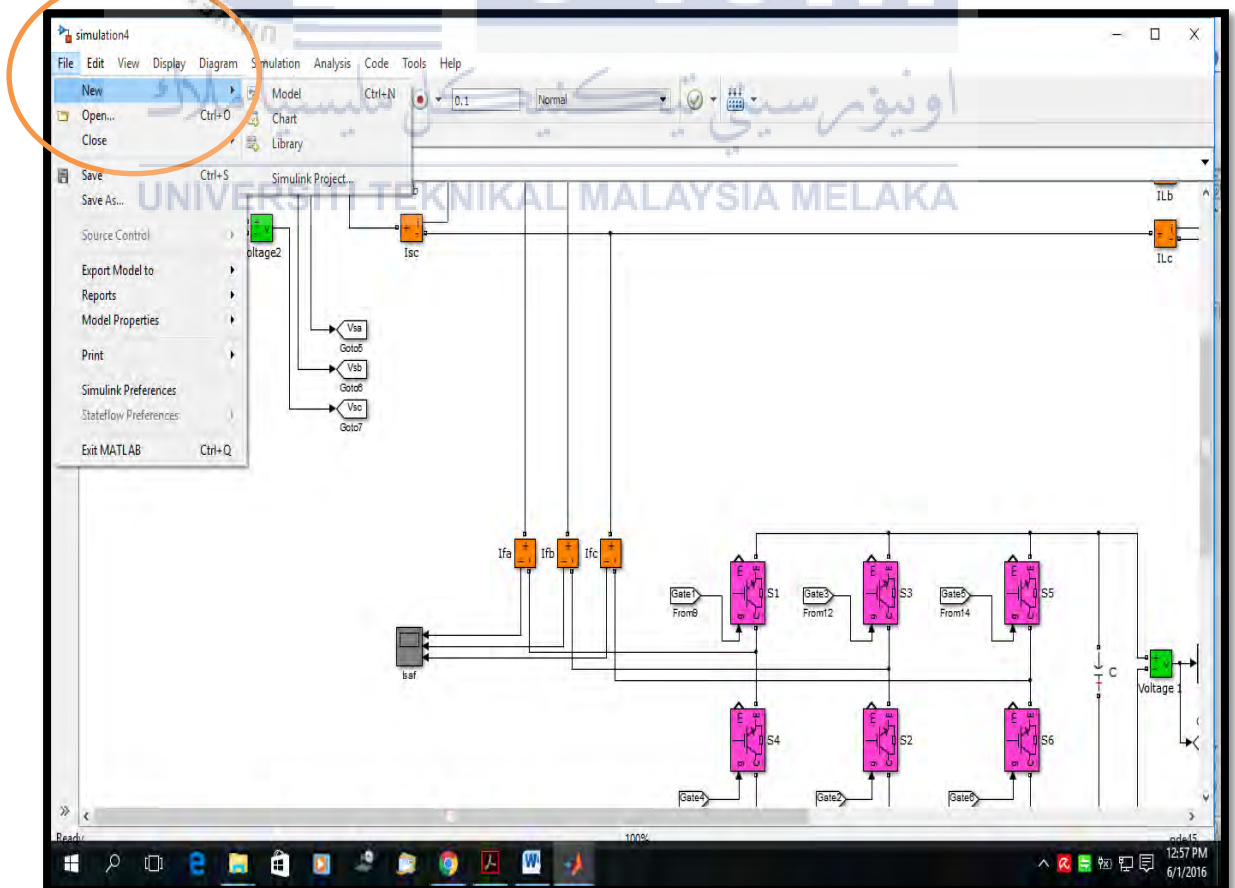 simulation4
File Edit View Display Diagram Simulation Analysis Code Tools Help
New
Model Ctrl+N
0.1
Normal
Open... Ctrl+O
Chart
Close
Library
اونيۏرسيتي تيكنيكل مليسيا ملاك
Save Ctrl+S
Simulink Project...
Save As...
UNIVERSITI TEKNIKAL MALAYSIA MELAKA
ILb
Source Control
oltage2
Isc
ILc
Export Model to
Reports
Model Properties
Vsa
Goto5
Print
Vsb
Goto6
Simulink Preferences
Stateflow Preferences
Vsc
Goto7
Exit MATLAB Ctrl+Q
Ifa Ifb Ifc
E E E
Gate1 S1 Gate3 S3 Gate5 S5
From9 From12 From14
g C g C g C
Isaf
C
Voltage 1
E E E
S4 S2 S6
g C g C g C
Gate4 Gate2 Gate6
Ready 100% ode45
12:57 PM
6/1/2016